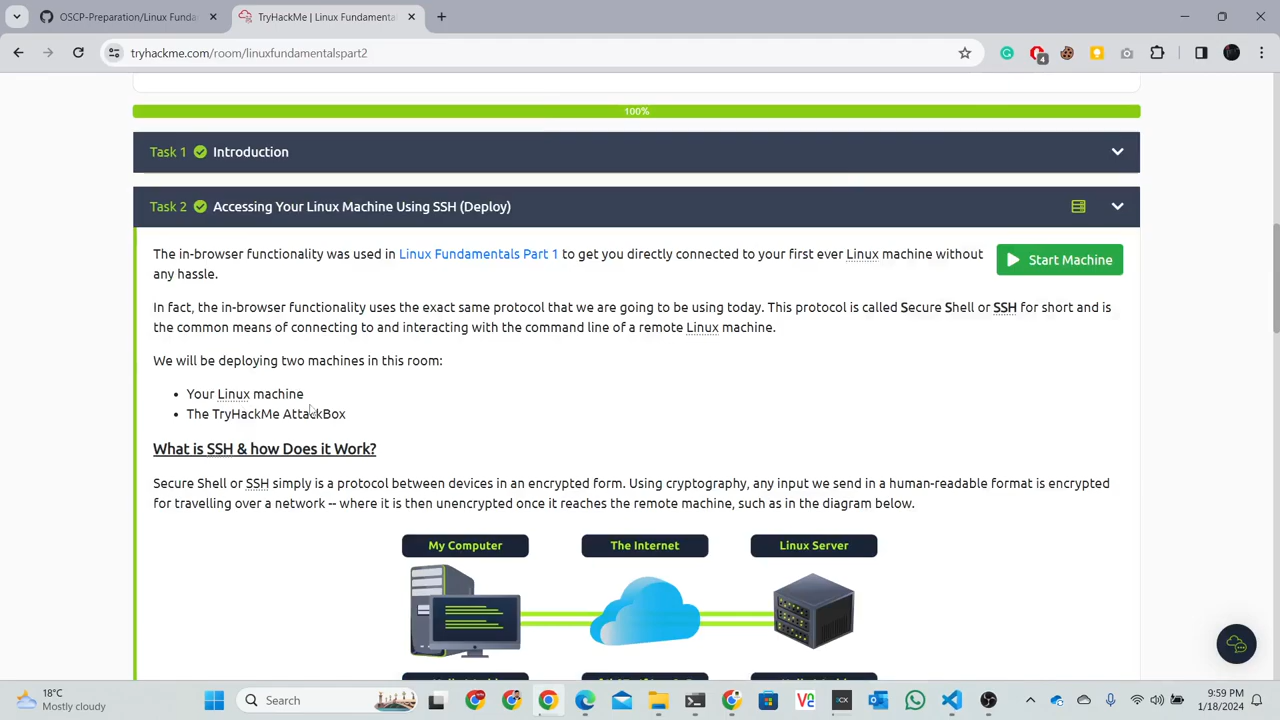 OSCP-Preparation/Linux Funda
TryHackMe | Linux Fundamenta
tryhackme.com/room/linuxfundamentalspart2
4
100%
Task 1 Introduction
Task 2 Accessing Your Linux Machine Using SSH (Deploy)
The in-browser functionality was used in Linux Fundamentals Part 1 to get you directly connected to your first ever Linux machine without
any hassle.
Start Machine
In fact, the in-browser functionality uses the exact same protocol that we are going to be using today. This protocol is called Secure Shell or SSH for short and is
the common means of connecting to and interacting with the command line of a remote Linux machine.
We will be deploying two machines in this room:
• Your Linux machine
• The TryHackMe AttackBox
What is SSH & how Does it Work?
Secure Shell or SSH simply is a protocol between devices in an encrypted form. Using cryptography, any input we send in a human-readable format is encrypted
for travelling over a network -- where it is then unencrypted once it reaches the remote machine, such as in the diagram below.
My Computer
The Internet
Linux Server
18°C
Mostly cloudy
Search
9:59 PM
1/18/2024